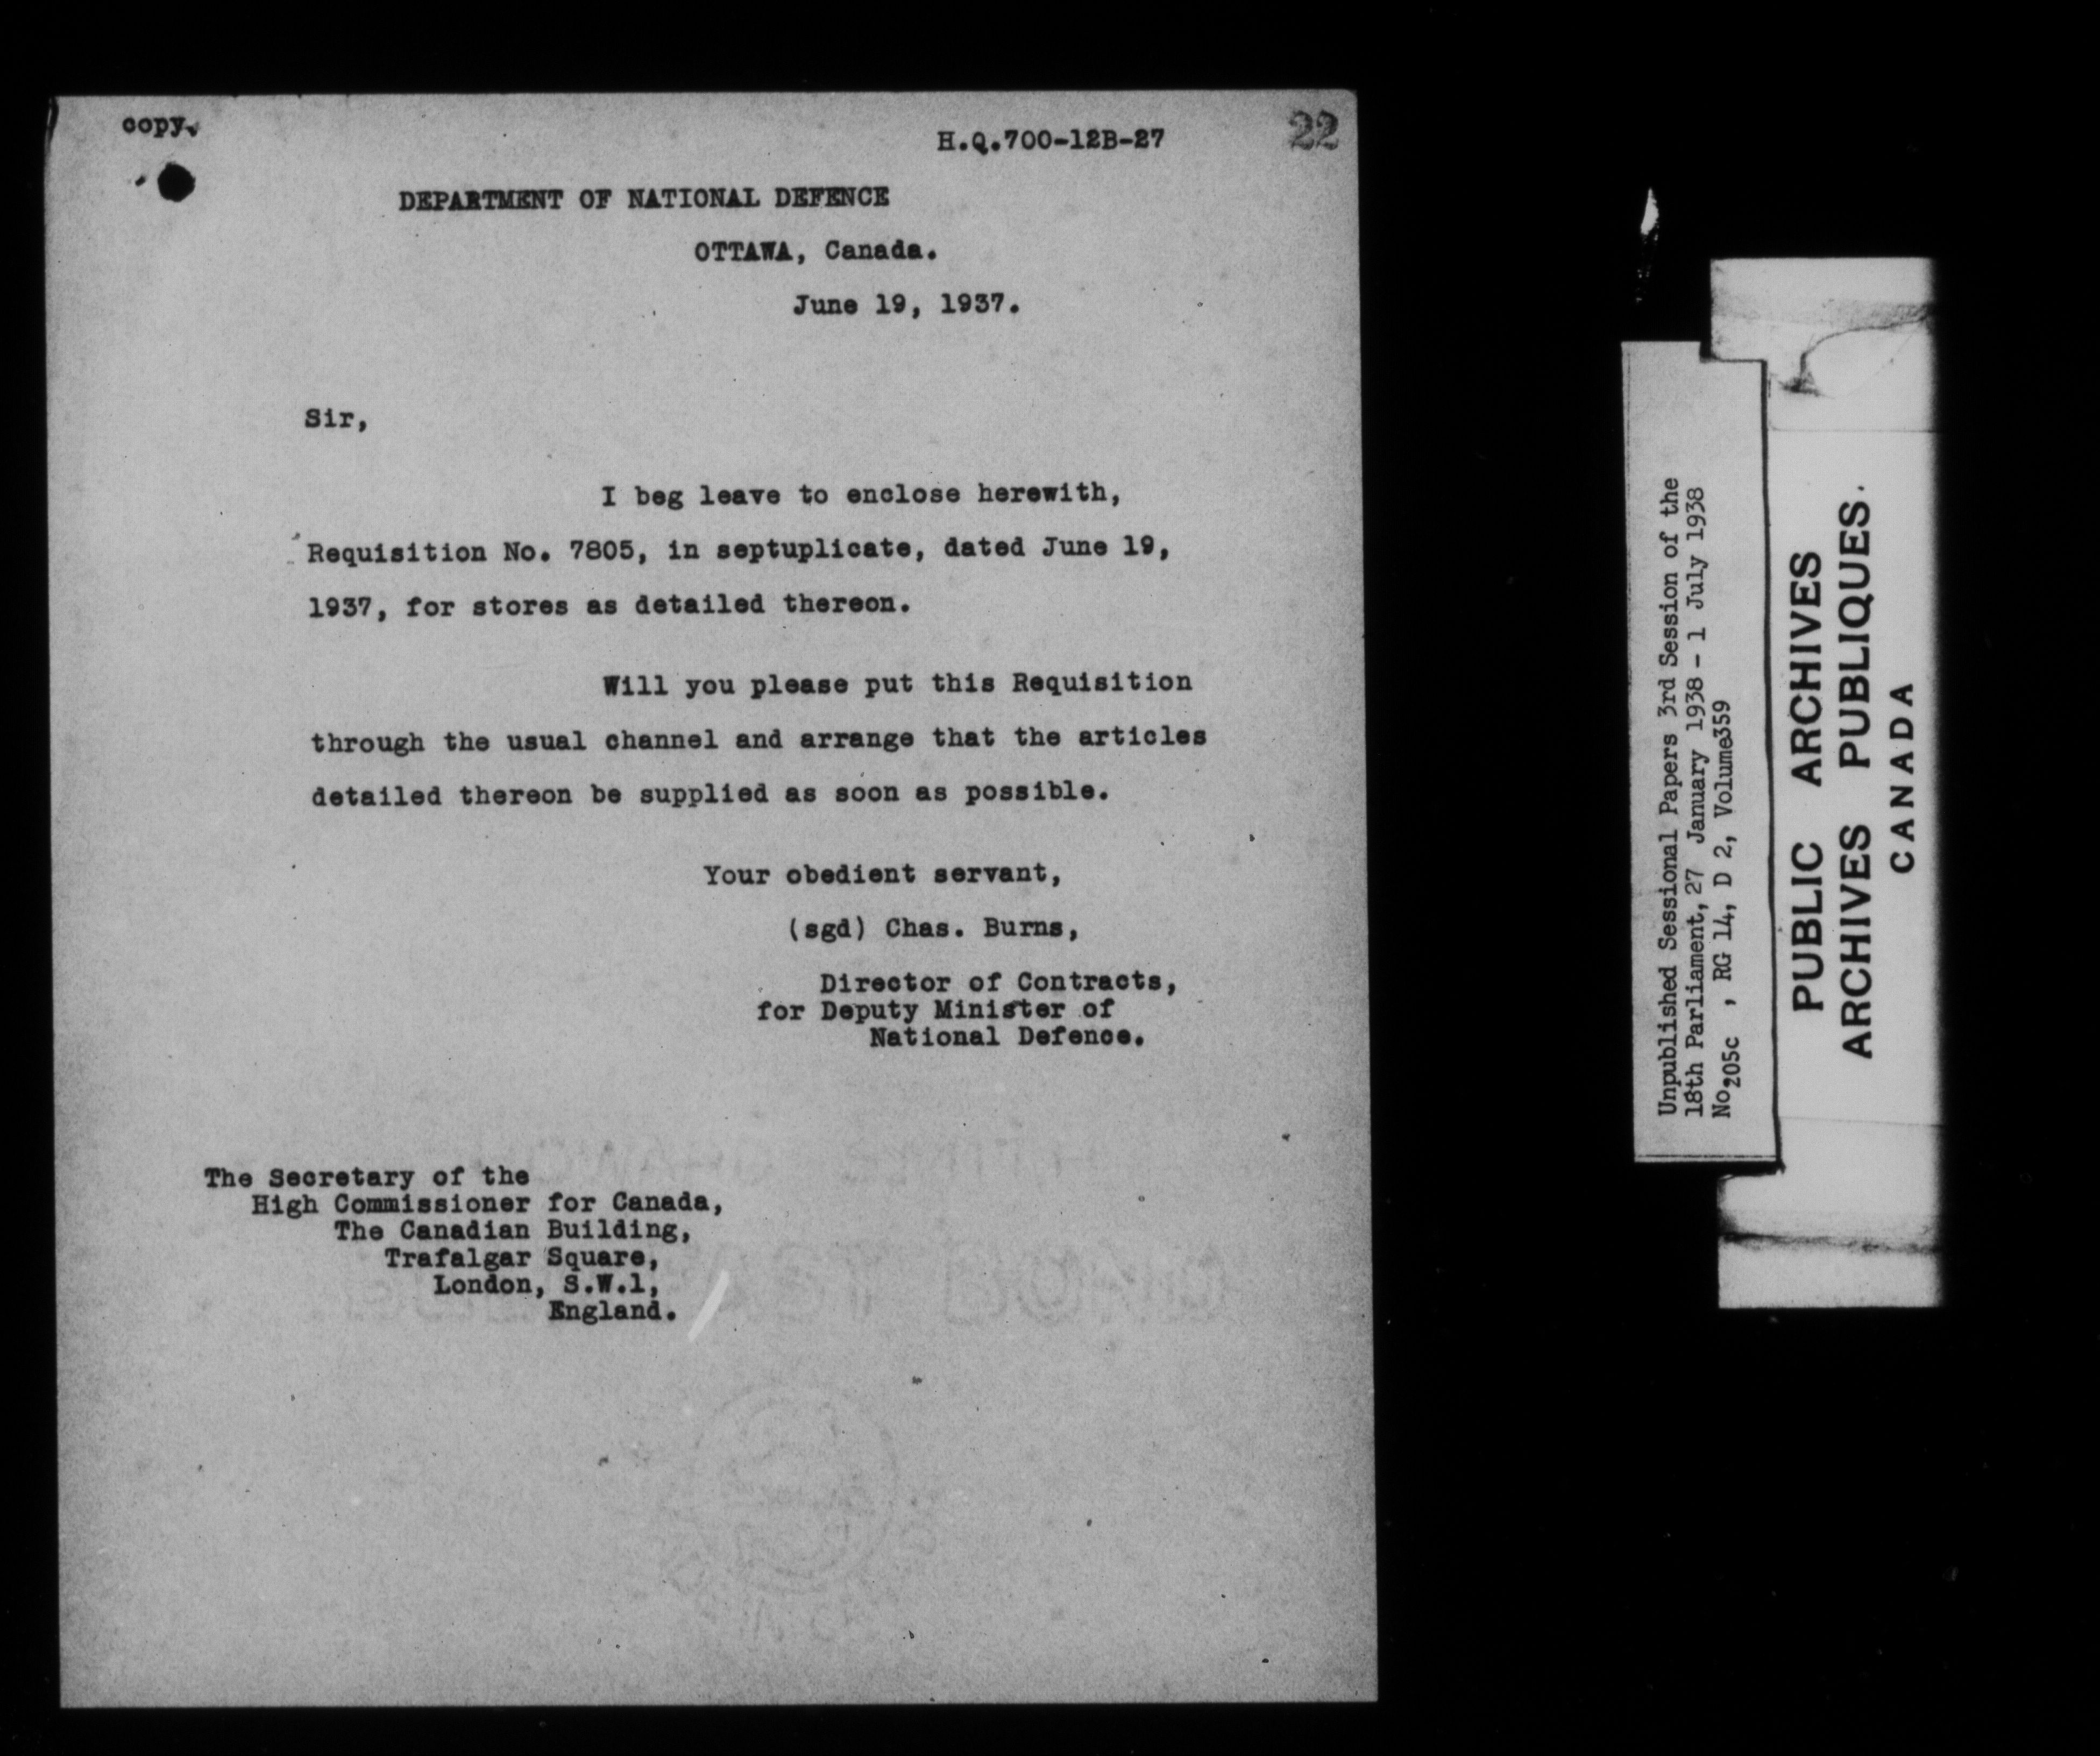 copy.
H.Q.700-12B-27
22
DEPARTMENT OF NATIONAL DEFENCE
OTTAWA, Canada.
June 19, 1937.
Sir,
I beg leave to enclose herewith,
Requisition No. 7805, in septuplicate, dated June 19,
1937, for stores as detailed thereon.
Will you please put this Requisition
through the usual channel and arrange that the articles
detailed thereon be supplied as soon as possible.
Your obedient servant,
(sgd) Chas. Burns,
Director of Contracts,
for Deputy Minister of
National Defence.
The Secretary of the
High Commissioner for Canada,
The Canadian Building,
Trafalgar Square,
London, S.W.1,
England.
Unpublished Sessional Papers 3rd Session of the
18th Parliament, 27 January 1938 - 1 July 1938
No 205c , RG 14, D 2, Volume 359
PUBLIC ARCHIVES
ARCHIVES PUBLIQUES.
CANADA